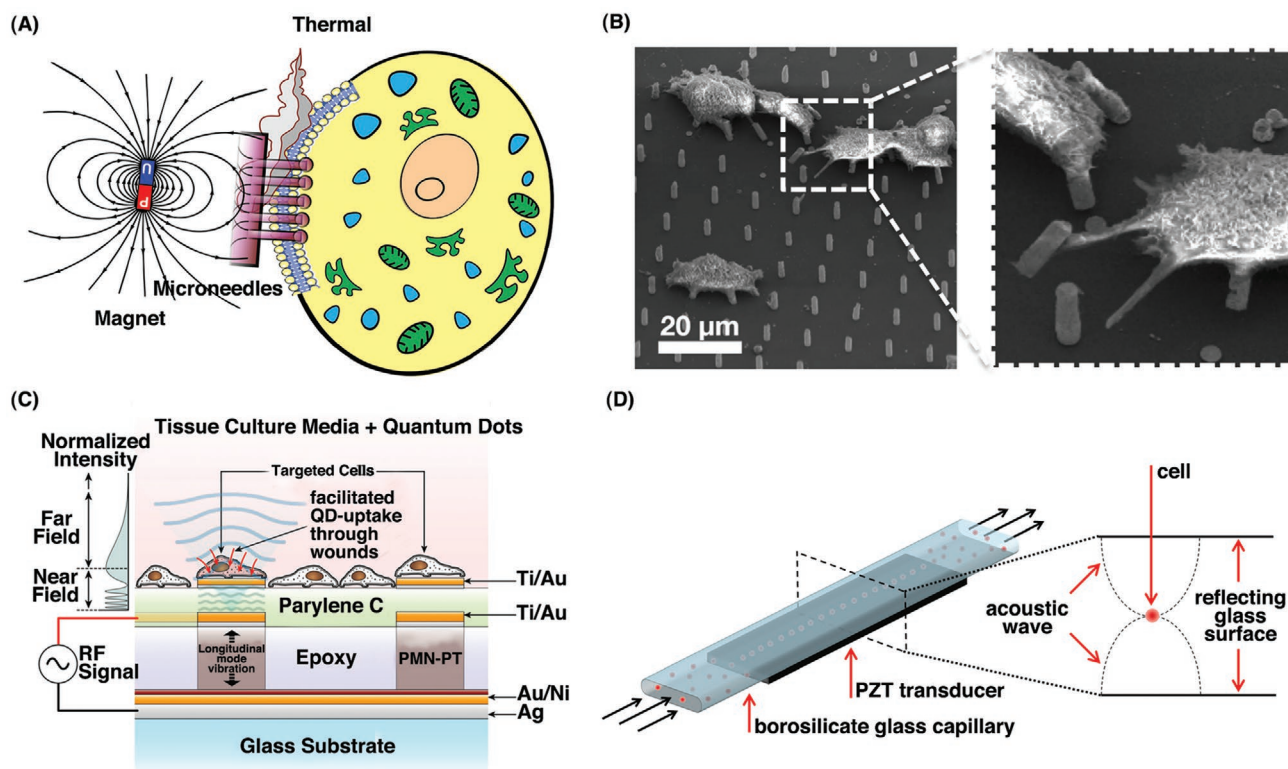 (A)
Thermal
U
P
Microneedles
Magnet
(B)
20 μm
(C)
Tissue Culture Media + Quantum Dots
Normalized
Intensity
Targeted Cells
facilitated
QD-uptake
through
wounds
Far
Field
Near
Field
Ti/Au
Parylene C
Ti/Au
RF
Signal
Longitudinal
mode
vibration
Epoxy
PMN-PT
Au/Ni
Ag
Glass Substrate
(D)
cell
acoustic
wave
reflecting
glass
surface
PZT transducer
borosilicate glass capillary